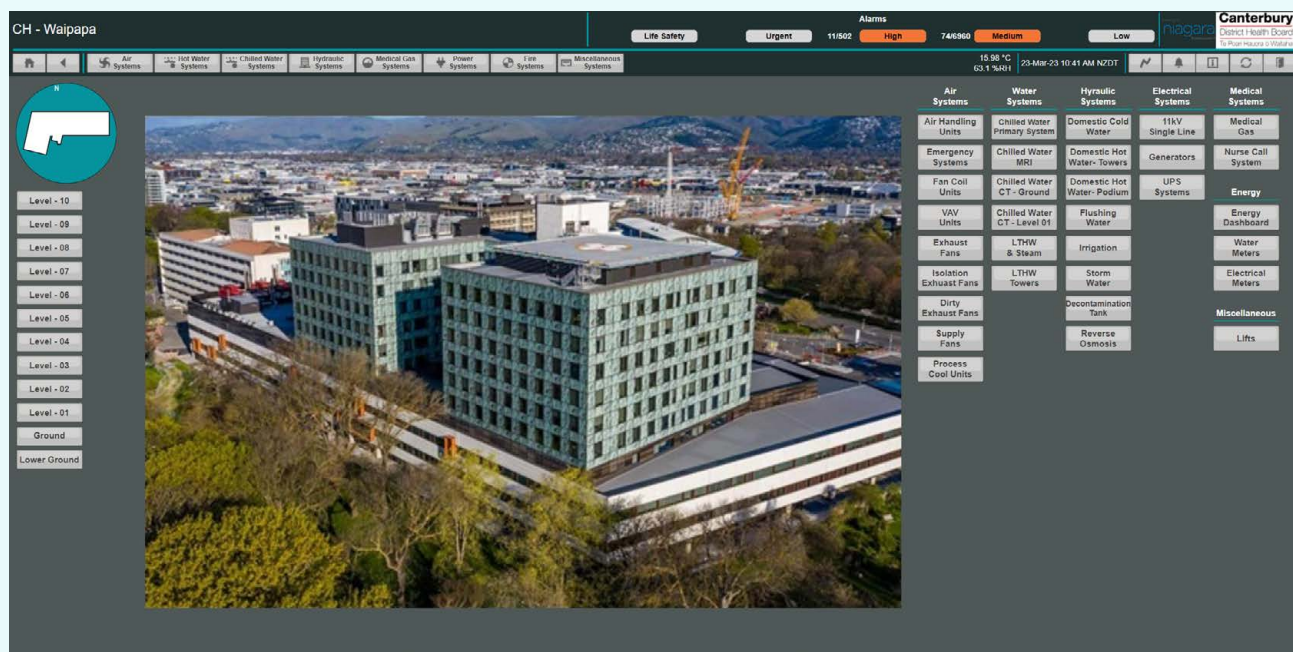 CH - Waipapa
Alarms
Life Safety
Urgent
11/502
High
74/6960
Medium
Low
niagara
Canterbury
District Health Board
Air
Systems
Hot Water
Systems
Chilled Water
Systems
Hydraulic
Systems
Medical Gas
Systems
Power
Systems
Fire
Systems
Miscellaneous
Systems
15.98 °C
63.1 %RH
23-Mar-23 10:41 AM NZDT
N
Level - 10
Level - 09
Level - 08
Level - 07
Level - 06
Level - 05
Level - 04
Level - 03
Level - 02
Level - 01
Ground
Lower Ground
Air
Systems
Air Handling
Units
Emergency
Systems
Fan Coil
Units
VAV
Units
Exhaust
Fans
Isolation
Exhuast Fans
Dirty
Exhaust Fans
Supply
Fans
Process
Cool Units
Water
Systems
Chilled Water
Primary System
Chilled Water
MRI
Chilled Water
CT - Ground
Chilled Water
CT - Level 01
LTHW
& Steam
LTHW
Towers
Hyraulic
Systems
Domestic Cold
Water
Domestic Hot
Water- Towers
Domestic Hot
Water- Podium
Flushing
Water
Irrigation
Storm
Water
Decontamination
Tank
Reverse
Osmosis
Electrical
Systems
11kV
Single Line
Generators
UPS
Systems
Medical
Systems
Medical
Gas
Nurse Call
System
Energy
Energy
Dashboard
Water
Meters
Electrical
Meters
Miscellaneous
Lifts